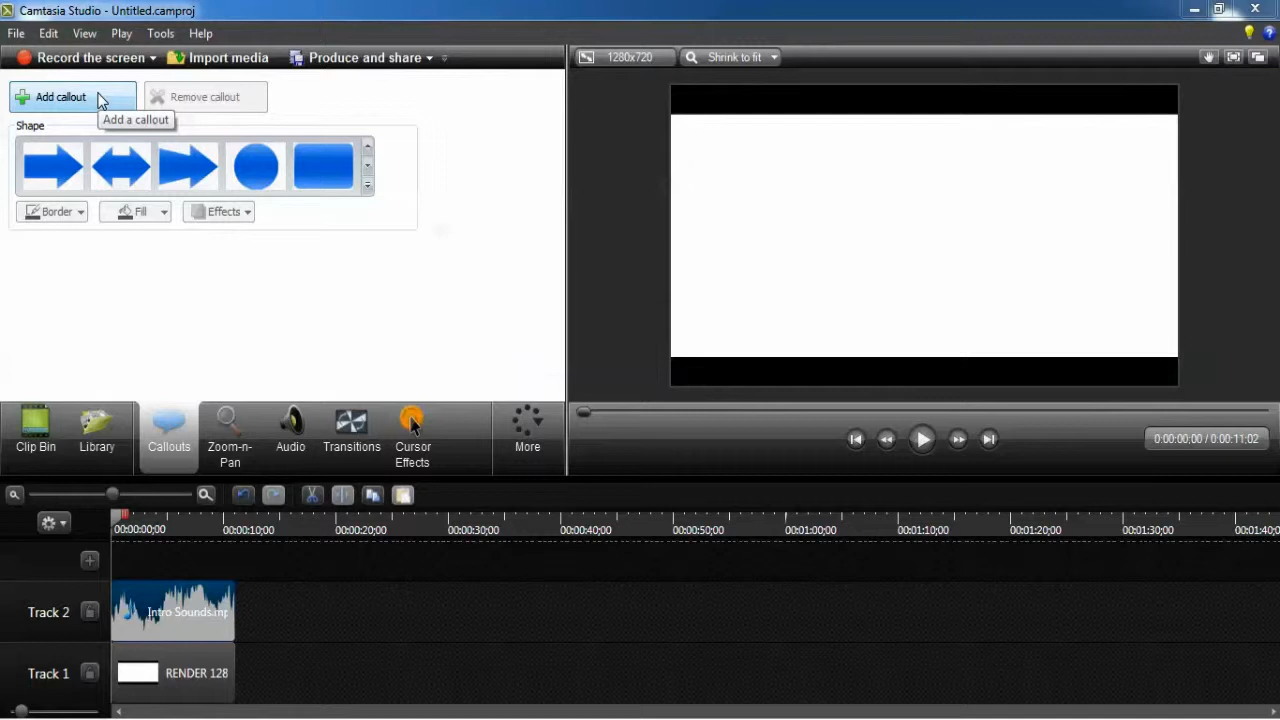 Camtasia Studio - Untitled.camproj
File Edit View Play Tools Help
Record the screen Import media Produce and share
1280x720 Shrink to fit
Add callout Remove callout
Add a callout
Shape
Border Fill Effects
Clip Bin Library Callouts Zoom-n-Pan Audio Transitions Cursor Effects More
0:00:00;00 / 0:00:11;02
00:00:00;00 00:00:10;00 00:00:20;00 00:00:30;00 00:00:40;00 00:00:50;00 00:01:00;00 00:01:10;00 00:01:20;00 00:01:30;00 00:01:40;00
Track 2 Intro Sounds.mp
Track 1 RENDER 128